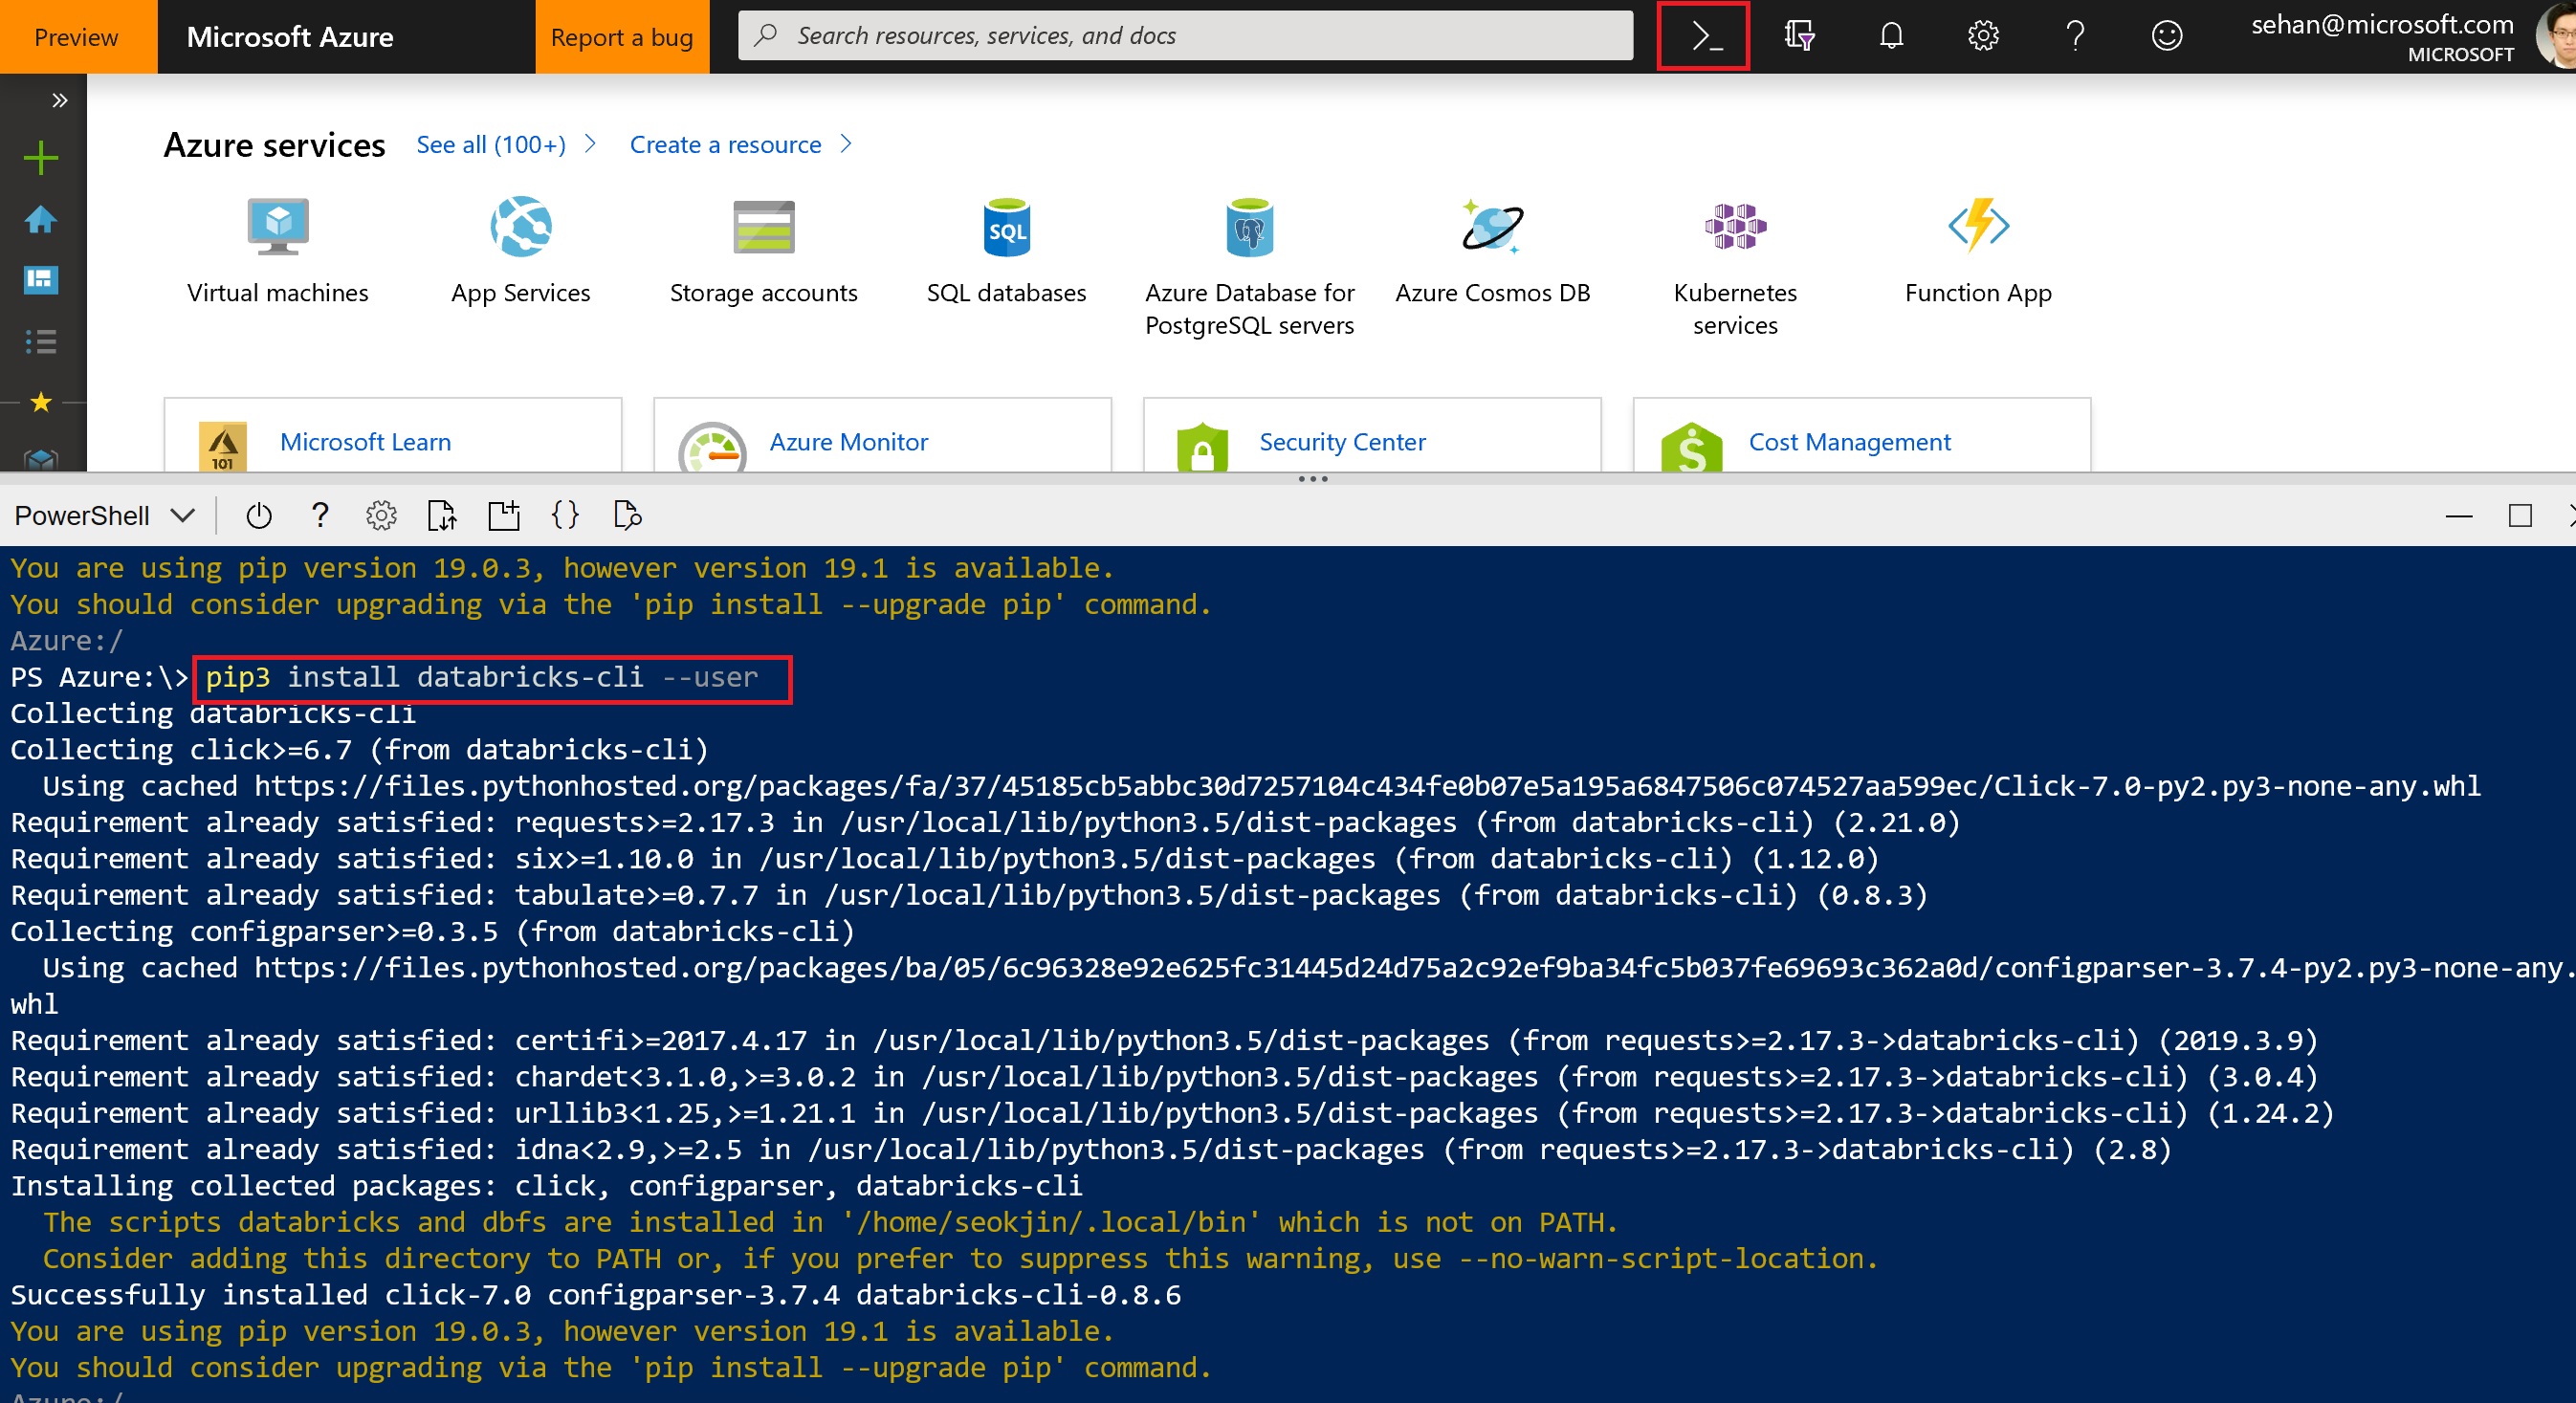 Preview
Microsoft Azure
Report a bug
Search resources, services, and docs
sehan@microsoft.com
MICROSOFT
Azure services
See all (100+)
Create a resource
SQL
Virtual machines
App Services
Storage accounts
SQL databases
Azure Database for
PostgreSQL servers
Azure Cosmos DB
Kubernetes
services
Function App
101
Microsoft Learn
Azure Monitor
Security Center
Cost Management
PowerShell
You are using pip version 19.0.3, however version 19.1 is available.
You should consider upgrading via the 'pip install --upgrade pip' command.
Azure:/
PS Azure:\> pip3 install databricks-cli --user
Collecting databricks-cli
Collecting click>=6.7 (from databricks-cli)
  Using cached https://files.pythonhosted.org/packages/fa/37/45185cb5abbc30d7257104c434fe0b07e5a195a6847506c074527aa599ec/Click-7.0-py2.py3-none-any.whl
Requirement already satisfied: requests>=2.17.3 in /usr/local/lib/python3.5/dist-packages (from databricks-cli) (2.21.0)
Requirement already satisfied: six>=1.10.0 in /usr/local/lib/python3.5/dist-packages (from databricks-cli) (1.12.0)
Requirement already satisfied: tabulate>=0.7.7 in /usr/local/lib/python3.5/dist-packages (from databricks-cli) (0.8.3)
Collecting configparser>=0.3.5 (from databricks-cli)
  Using cached https://files.pythonhosted.org/packages/ba/05/6c96328e92e625fc31445d24d75a2c92ef9ba34fc5b037fe69693c362a0d/configparser-3.7.4-py2.py3-none-any.
whl
Requirement already satisfied: certifi>=2017.4.17 in /usr/local/lib/python3.5/dist-packages (from requests>=2.17.3->databricks-cli) (2019.3.9)
Requirement already satisfied: chardet<3.1.0,>=3.0.2 in /usr/local/lib/python3.5/dist-packages (from requests>=2.17.3->databricks-cli) (3.0.4)
Requirement already satisfied: urllib3<1.25,>=1.21.1 in /usr/local/lib/python3.5/dist-packages (from requests>=2.17.3->databricks-cli) (1.24.2)
Requirement already satisfied: idna<2.9,>=2.5 in /usr/local/lib/python3.5/dist-packages (from requests>=2.17.3->databricks-cli) (2.8)
Installing collected packages: click, configparser, databricks-cli
  The scripts databricks and dbfs are installed in '/home/seokjin/.local/bin' which is not on PATH.
  Consider adding this directory to PATH or, if you prefer to suppress this warning, use --no-warn-script-location.
Successfully installed click-7.0 configparser-3.7.4 databricks-cli-0.8.6
You are using pip version 19.0.3, however version 19.1 is available.
You should consider upgrading via the 'pip install --upgrade pip' command.
Azure:/